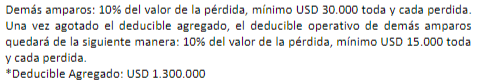 Demás amparos: 10% del valor de la pérdida, mínimo USD 30.000 toda y cada perdida.
Una vez agotado el deducible agregado, el deducible operativo de demás amparos
quedará de la siguiente manera: 10% del valor de la pérdida, mínimo USD 15.000 toda
y cada perdida.
*Deducible Agregado: USD 1.300.000